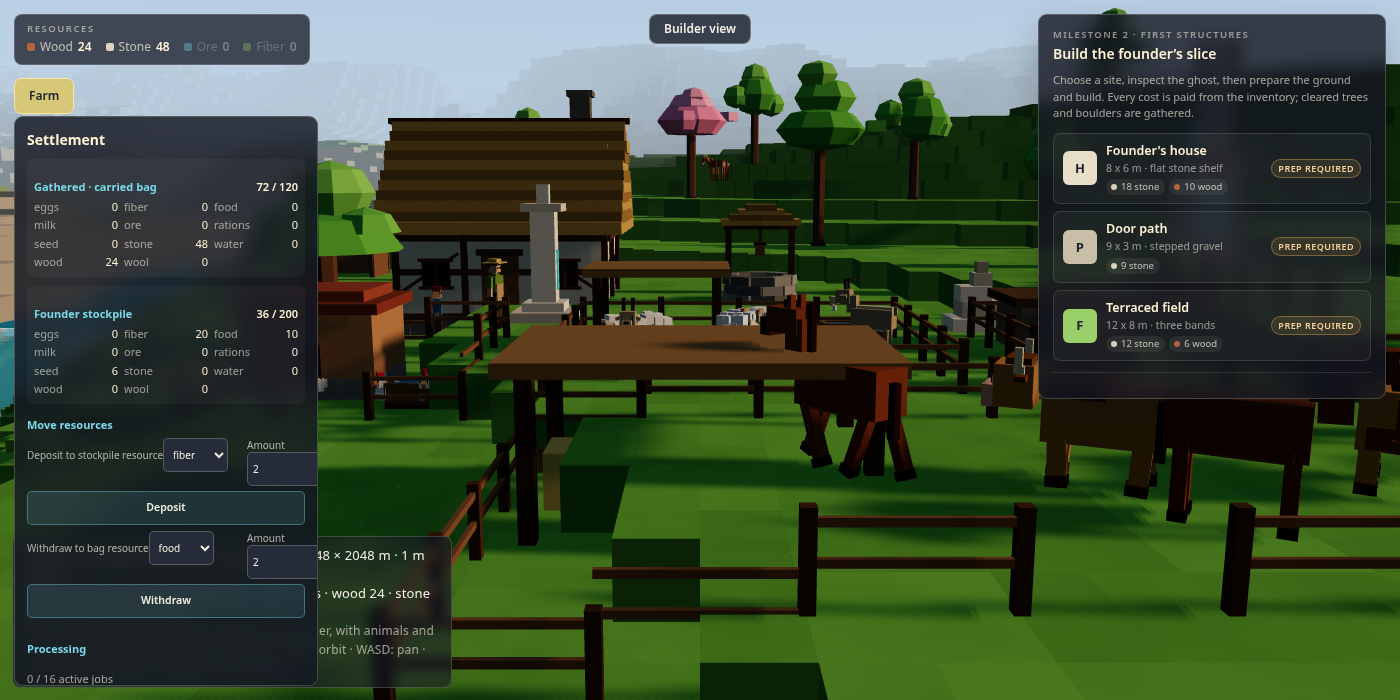 RESOURCES
Wood 24 Stone 48 Ore 0 Fiber 0
Builder view
Farm
Settlement
Gathered · carried bag 72 / 120
eggs 0 fiber 0 food 0
milk 0 ore 0 rations 0
seed 0 stone 48 water 0
wood 24 wool 0
Founder stockpile 36 / 200
eggs 0 fiber 20 food 10
milk 0 ore 0 rations 0
seed 6 stone 0 water 0
wood 0 wool 0
Move resources
Deposit to stockpile resource fiber Amount 2
Deposit
Withdraw to bag resource food Amount 2
Withdraw
Processing
0 / 16 active jobs
48 × 2048 m · 1 m
· wood 24 · stone
with animals and
orbit · WASD: pan ·
MILESTONE 2 · FIRST STRUCTURES
Build the founder’s slice
Choose a site, inspect the ghost, then prepare the ground
and build. Every cost is paid from the inventory; cleared trees
and boulders are gathered.
H Founder's house
8 x 6 m · flat stone shelf
18 stone 10 wood
PREP REQUIRED
P Door path
9 x 3 m · stepped gravel
9 stone
PREP REQUIRED
F Terraced field
12 x 8 m · three bands
12 stone 6 wood
PREP REQUIRED